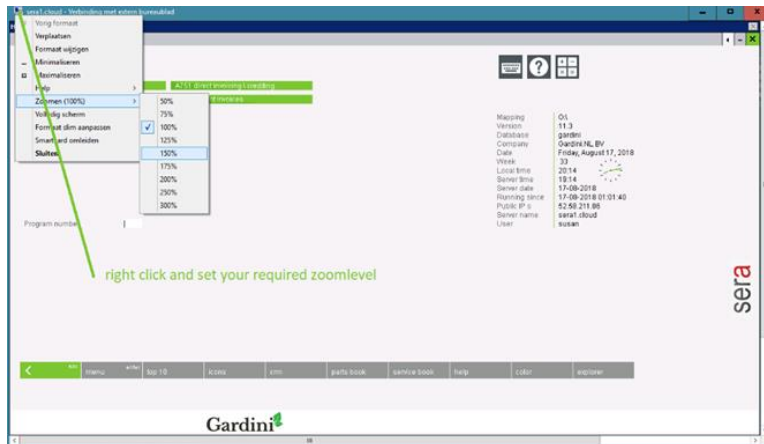 sera1.cloud - Verbinding met extern bureaublad
Vorig formaat
Verplaatsen
Formaat wijzigen
Minimaliseren
Maximaliseren
Help
Zoomen (100%)
Volledig scherm
Formaat slim aanpassen
Smartcard omleiden
Sluiten
50%
75%
100%
125%
150%
175%
200%
250%
300%
Mapping O:\
Version 11.3
Database gardini
Company Gardini.NL BV
Date Friday, August 17, 2018
Week 33
Local time 20:14
Server time 19:14
Server date 17-08-2018
Running since 17-08-2018 01:01:40
Public IP s 52.58.211.86
Server name sera1.cloud
User susan
Program number
right click and set your required zoomlevel
sera
menu
top 10
icons
crm
parts book
service book
help
color
explorer
Gardini